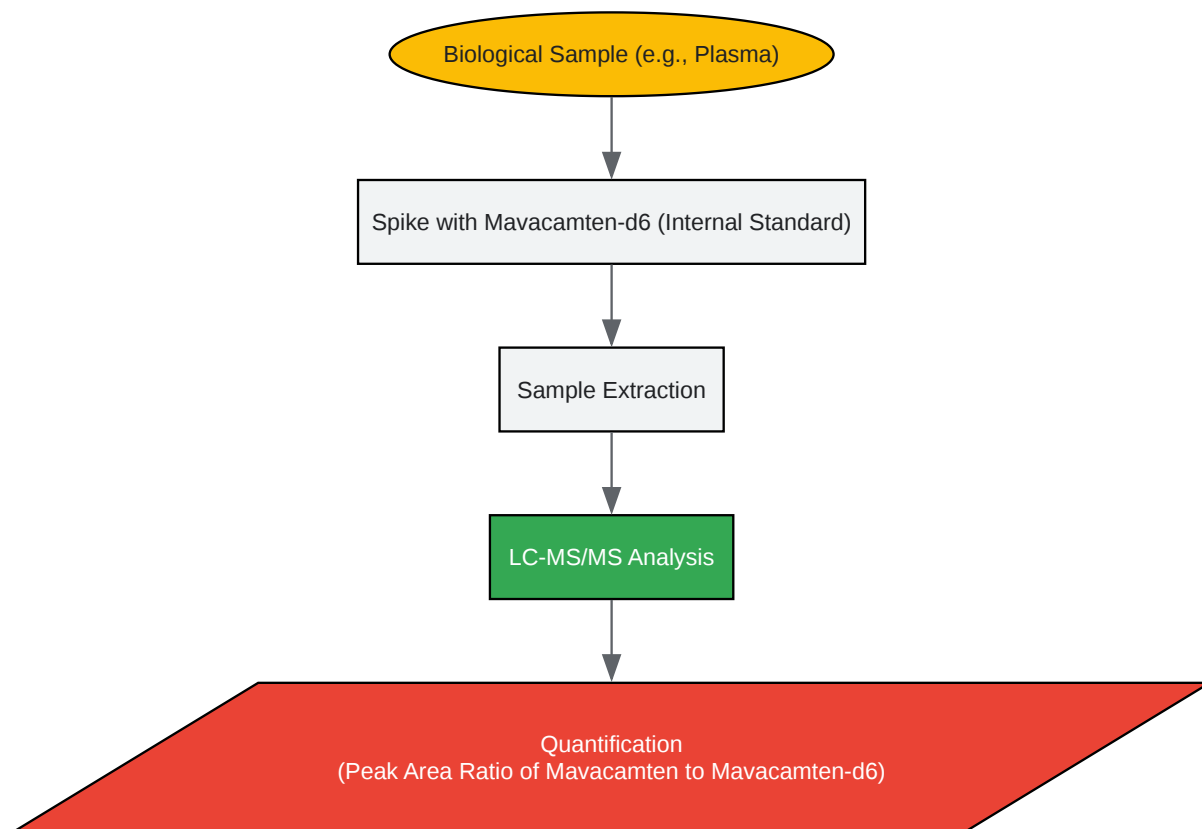 Biological Sample (e.g., Plasma)
Spike with Mavacamten-d6 (Internal Standard)
Sample Extraction
LC-MS/MS Analysis
Quantification
(Peak Area Ratio of Mavacamten to Mavacamten-d6)